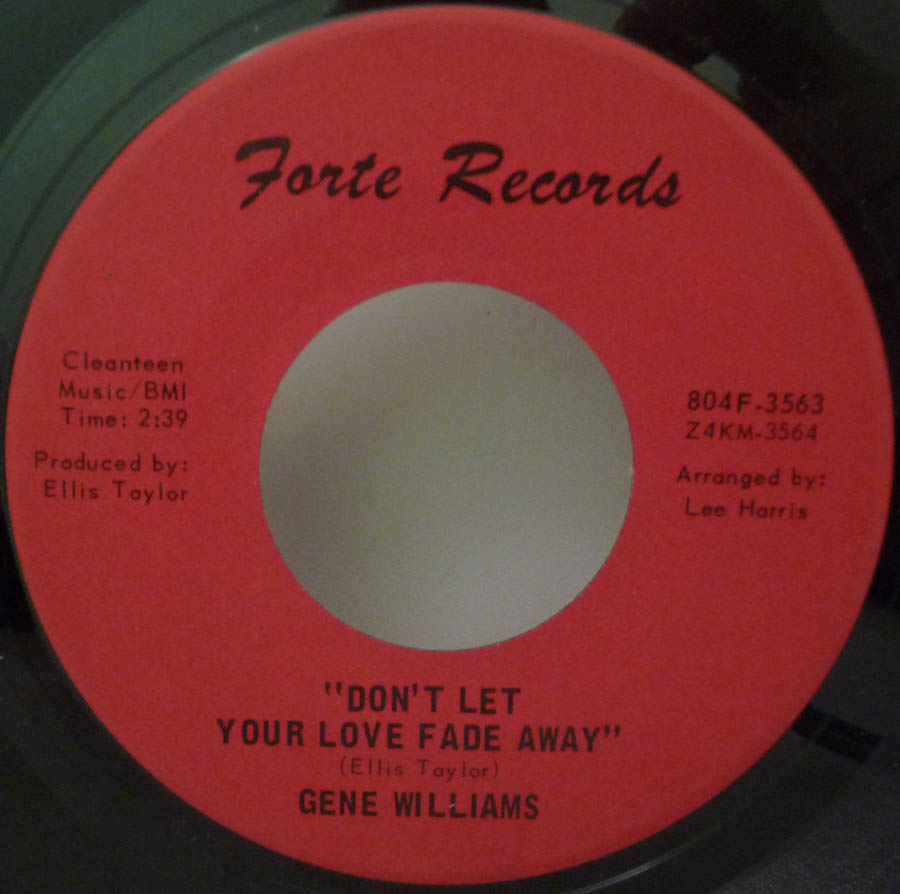 Forte Records
Cleanteen
Music/BMI
Time: 2:39
Produced by:
Ellis Taylor
804F-3563
Z4KM-3564
Arranged by:
Lee Harris
"DON'T LET
YOUR LOVE FADE AWAY"
(Ellis Taylor)
GENE WILLIAMS